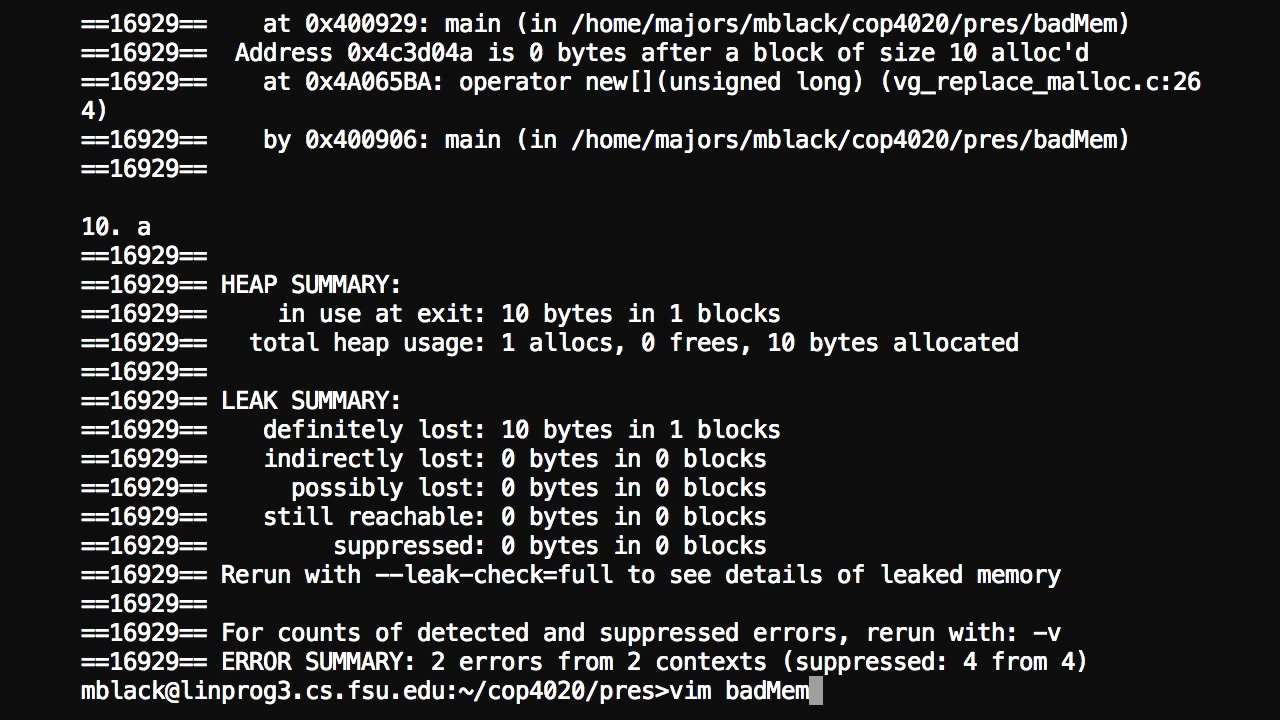 ==16929==    at 0x400929: main (in /home/majors/mblack/cop4020/pres/badMem)
==16929==  Address 0x4c3d04a is 0 bytes after a block of size 10 alloc'd
==16929==    at 0x4A065BA: operator new[](unsigned long) (vg_replace_malloc.c:26
4)
==16929==    by 0x400906: main (in /home/majors/mblack/cop4020/pres/badMem)
==16929==
10. a
==16929==
==16929== HEAP SUMMARY:
==16929==     in use at exit: 10 bytes in 1 blocks
==16929==   total heap usage: 1 allocs, 0 frees, 10 bytes allocated
==16929==
==16929== LEAK SUMMARY:
==16929==    definitely lost: 10 bytes in 1 blocks
==16929==    indirectly lost: 0 bytes in 0 blocks
==16929==      possibly lost: 0 bytes in 0 blocks
==16929==    still reachable: 0 bytes in 0 blocks
==16929==         suppressed: 0 bytes in 0 blocks
==16929== Rerun with --leak-check=full to see details of leaked memory
==16929==
==16929== For counts of detected and suppressed errors, rerun with: -v
==16929== ERROR SUMMARY: 2 errors from 2 contexts (suppressed: 4 from 4)
mblack@linprog3.cs.fsu.edu:~/cop4020/pres>vim badMem